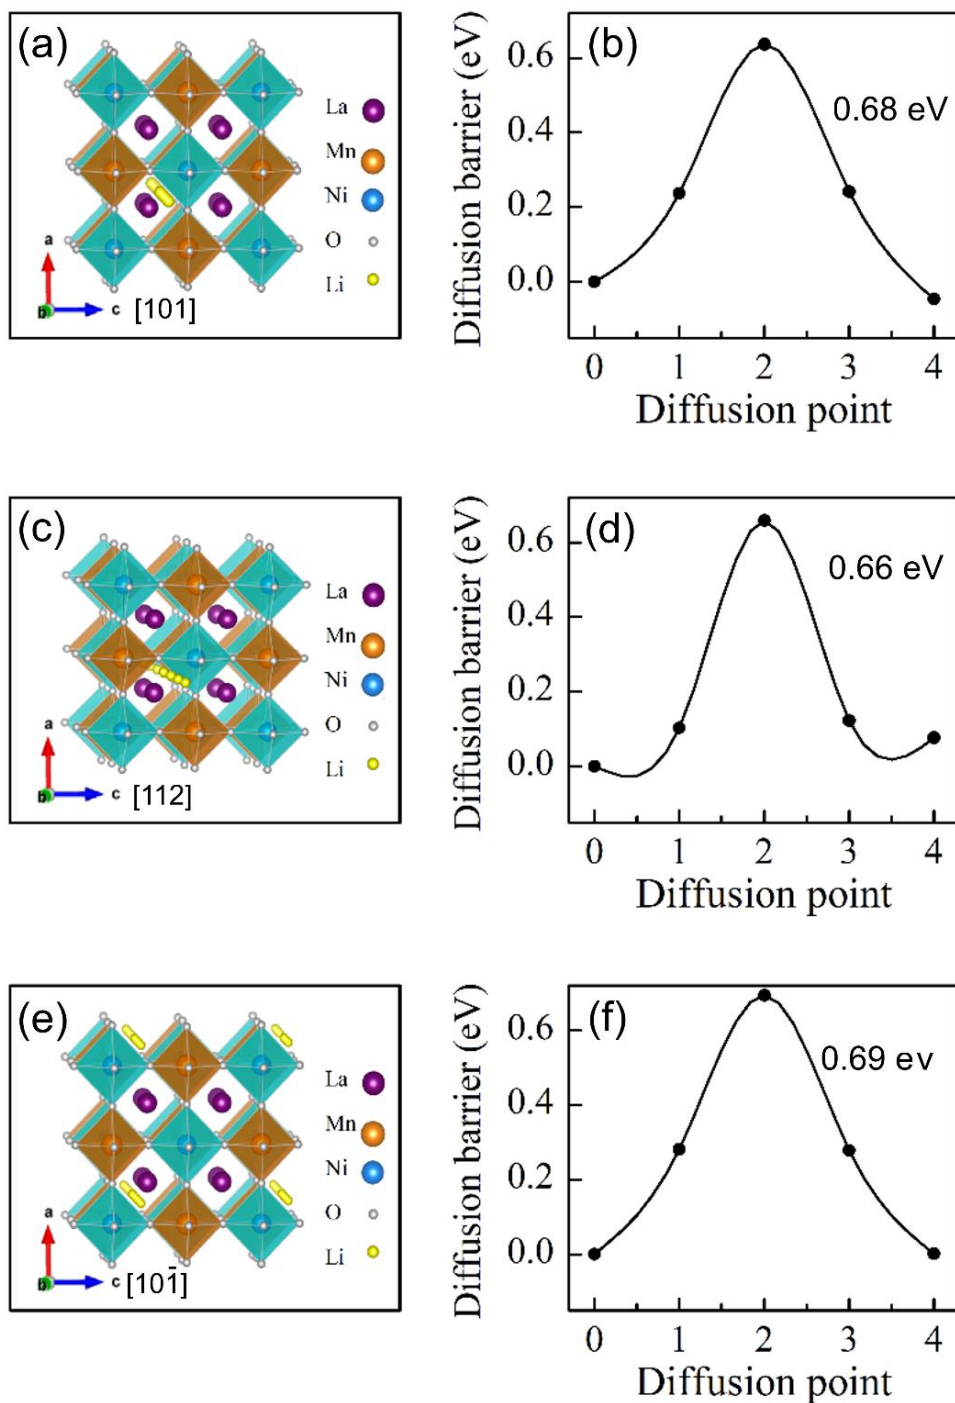 (a)
La
Mn
Ni
O
Li
a
b
c
[101]
(b)
0.68 eV
Diffusion barrier (eV)
0.6
0.4
0.2
0.0
0
1
2
3
4
Diffusion point
(c)
La
Mn
Ni
O
Li
a
b
c
[112]
(d)
0.66 eV
Diffusion barrier (eV)
0.6
0.4
0.2
0.0
0
1
2
3
4
Diffusion point
(e)
La
Mn
Ni
O
Li
a
b
c
[101̄]
(f)
0.69 ev
Diffusion barrier (eV)
0.6
0.4
0.2
0.0
0
1
2
3
4
Diffusion point